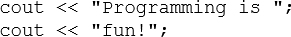 cout << "Programming is ";
cout << "fun!";